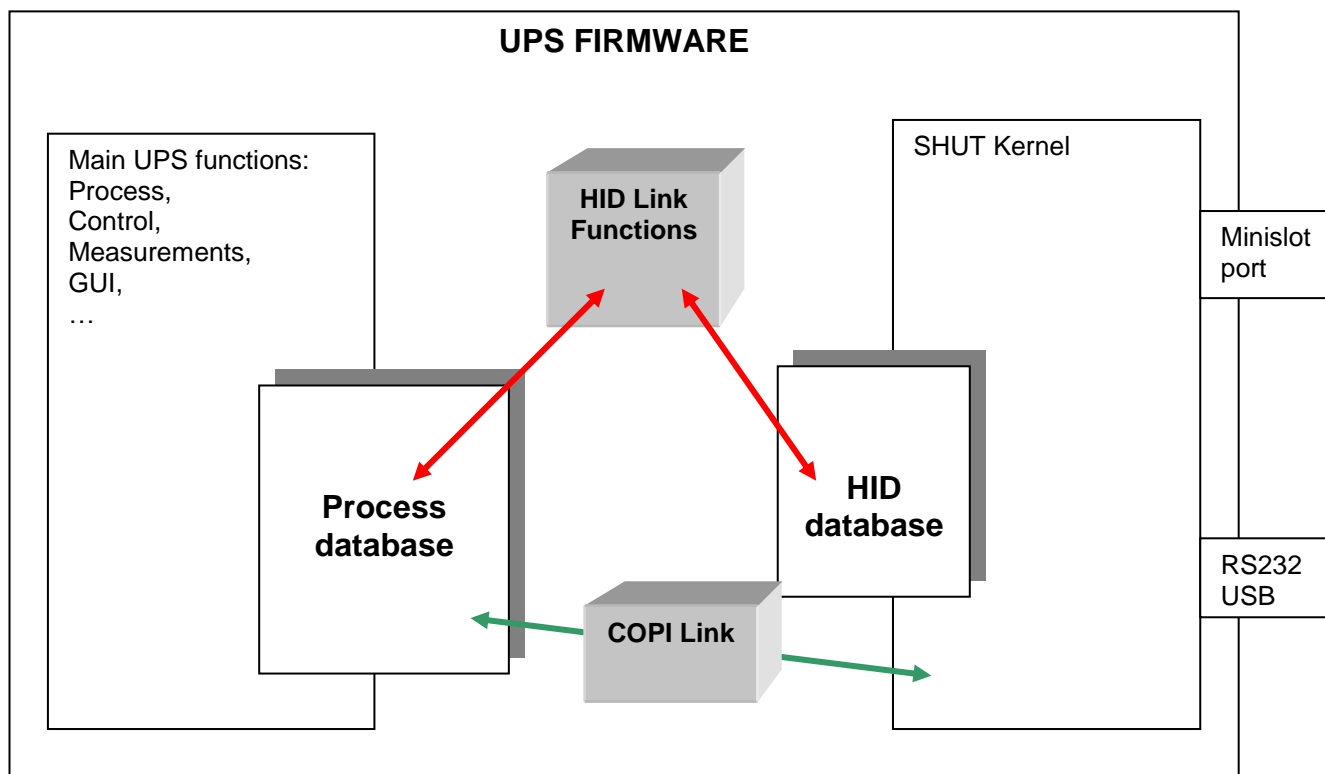 UPS FIRMWARE
Main UPS functions:
Process,
Control,
Measurements,
GUI,
…
HID Link
Functions
SHUT Kernel
Minislot
port
Process
database
HID
database
RS232
USB
COPI Link